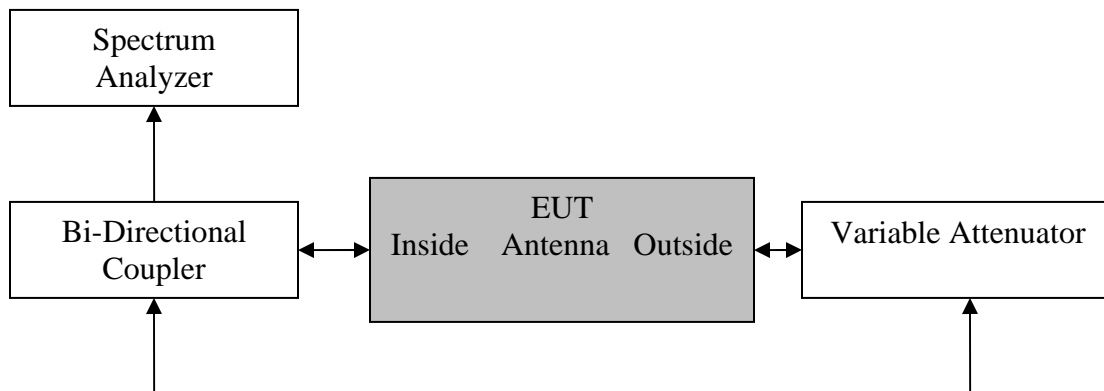 Spectrum
Analyzer
Bi-Directional
Coupler
EUT
Inside Antenna Outside
Variable Attenuator